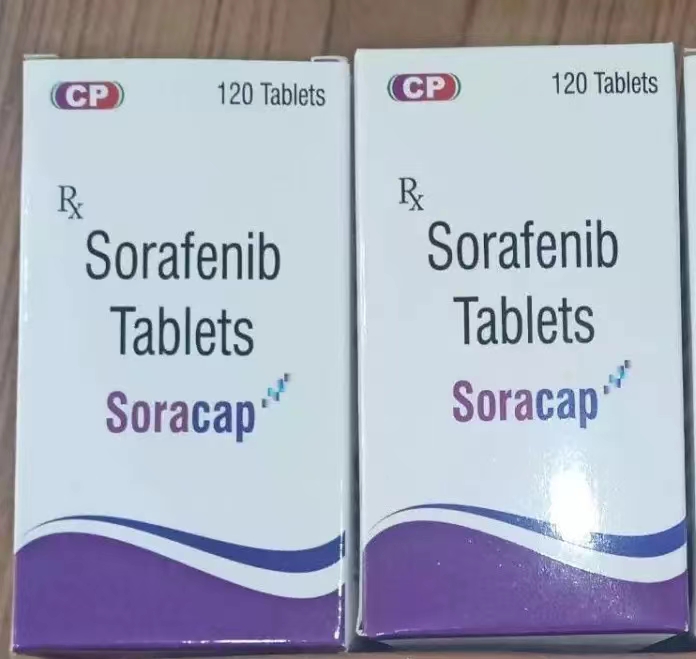 CP
120 Tablets
Rx
Sorafenib
Tablets
Soracap
CP
120 Tablets
Rx
Sorafenib
Tablets
Soracap